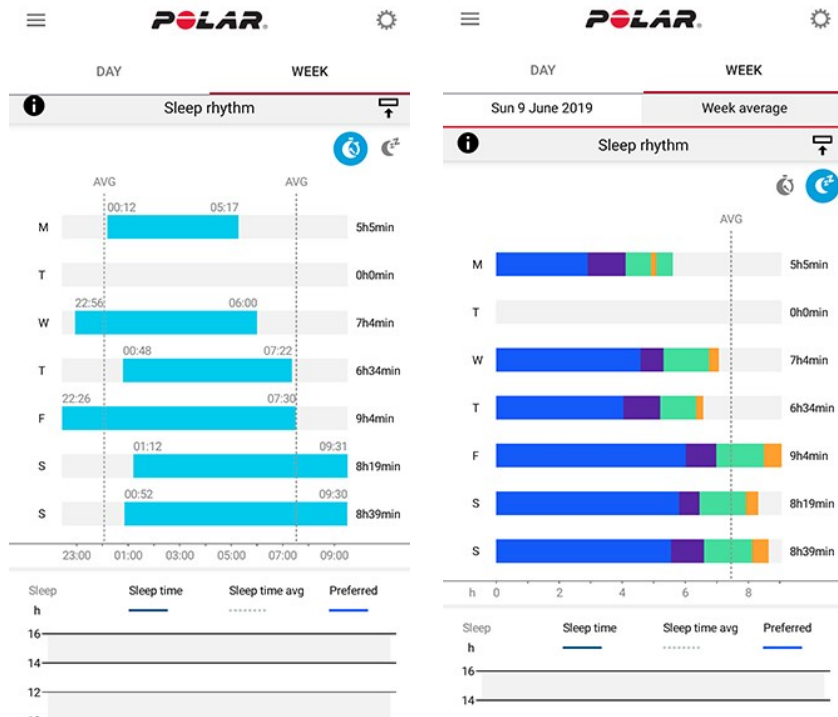 POLAR.
DAY WEEK
i Sleep rhythm
AVG AVG
00:12 05:17
M 5h5min
T 0h0min
22:56 06:00
W 7h4min
00:48 07:22
T 6h34min
22:26 07:30
F 9h4min
01:12 09:31
S 8h19min
00:52 09:30
S 8h39min
23:00 01:00 03:00 05:00 07:00 09:00
Sleep Sleep time Sleep time avg Preferred
h
16
14
12
POLAR.
DAY WEEK
Sun 9 June 2019 Week average
i Sleep rhythm
AVG
M 5h5min
T 0h0min
W 7h4min
T 6h34min
F 9h4min
S 8h19min
S 8h39min
h 0 2 4 6 8
Sleep Sleep time Sleep time avg Preferred
h
16
14